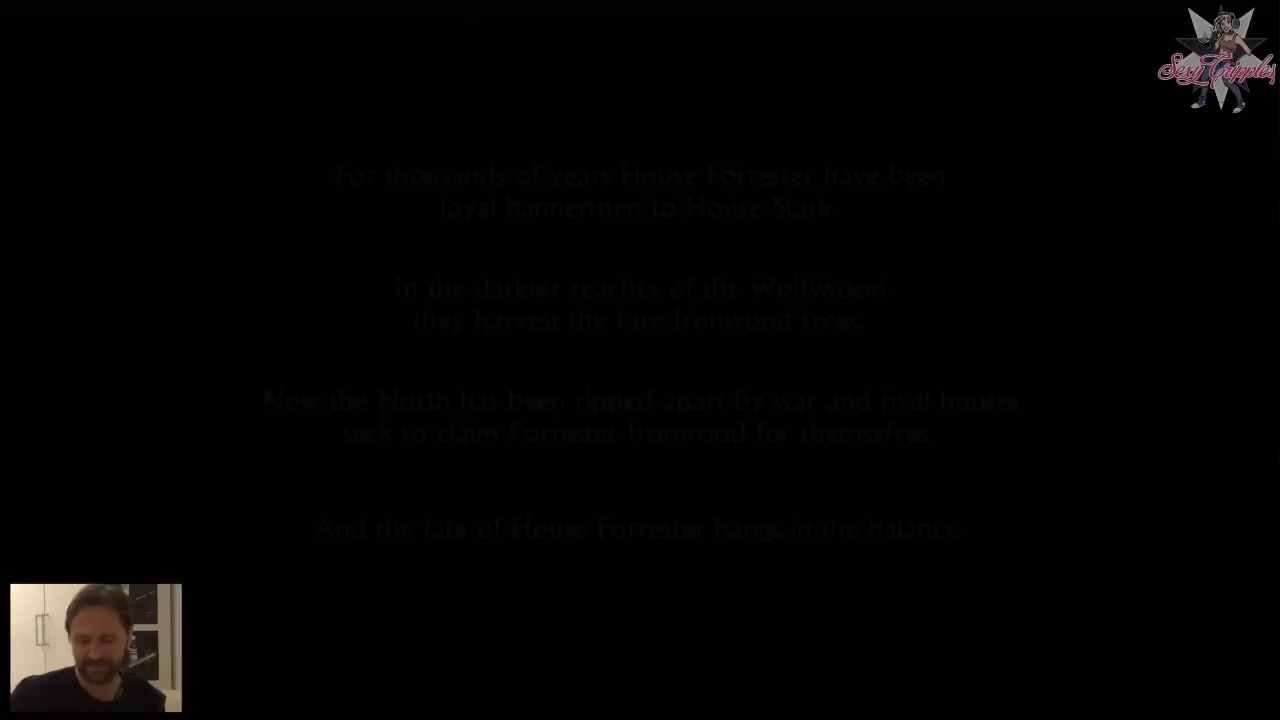 Sexy Cripples
For thousands of years House Forrester have been
loyal bannermen to House Stark.
In the darkest reaches of the Wolfswood
they harvest the rare Ironwood trees.
Now the North has been ripped apart by war and rival houses
seek to claim Forrester Ironwood for themselves.
And the fate of House Forrester hangs in the balance.